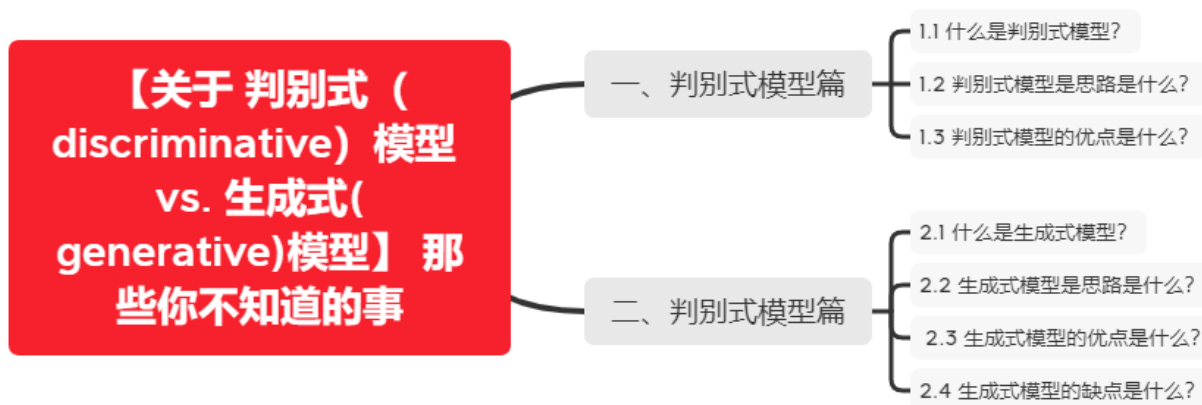 【关于 判别式（
discriminative）模型
vs. 生成式(
generative)模型】 那
些你不知道的事
一、判别式模型篇
1.1 什么是判别式模型？
1.2 判别式模型是思路是什么？
1.3 判别式模型的优点是什么？
二、判别式模型篇
2.1 什么是生成式模型？
2.2 生成式模型是思路是什么？
2.3 生成式模型的优点是什么？
2.4 生成式模型的缺点是什么？